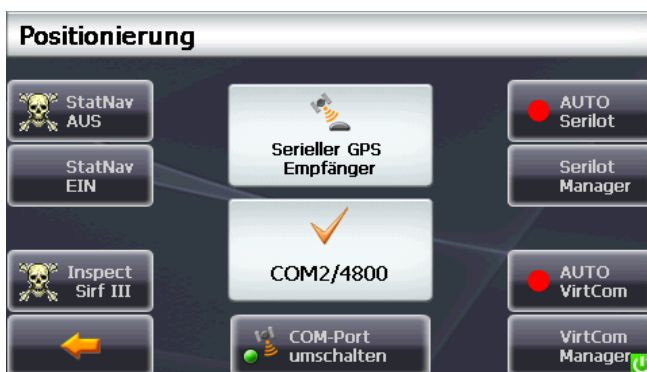 Positionierung
StatNav
AUS
StatNav
EIN
Inspect
Sirf III
Serieller GPS
Empfänger
COM2/4800
COM-Port
umschalten
AUTO
Serilot
Serilot
Manager
AUTO
VirtCom
VirtCom
Manager